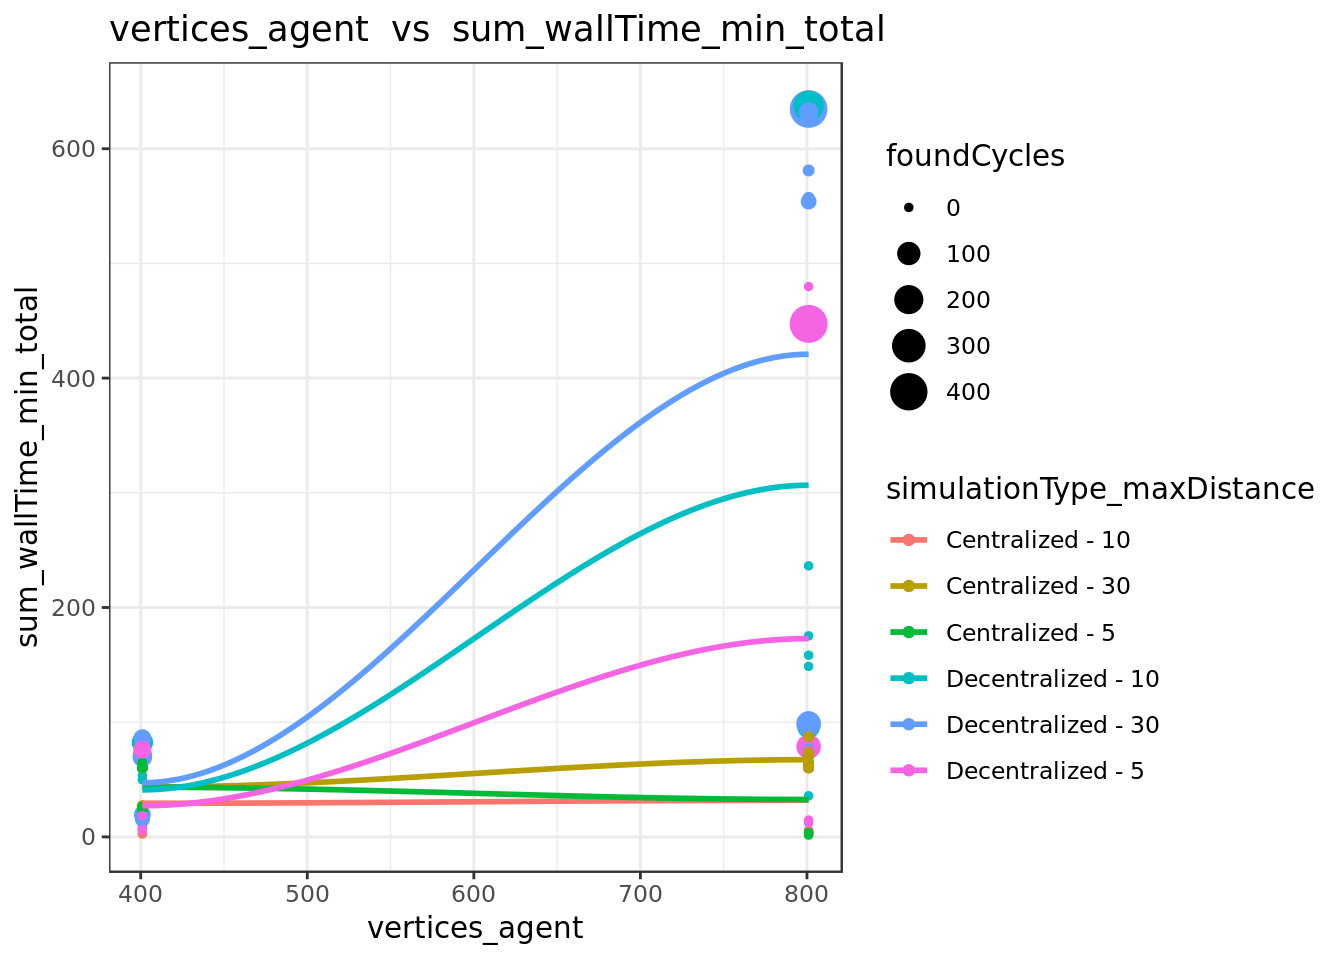 vertices_agent  vs  sum_wallTime_min_total
sum_wallTime_min_total
600
400
200
0
400
500
600
700
800
vertices_agent
foundCycles
0
100
200
300
400
simulationType_maxDistance
Centralized - 10
Centralized - 30
Centralized - 5
Decentralized - 10
Decentralized - 30
Decentralized - 5